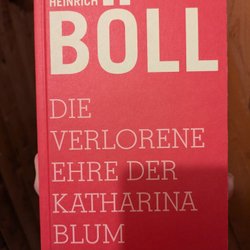 HEINRICH
BÖLL
DIE
VERLORENE
EHRE DER
KATHARINA
BLUM